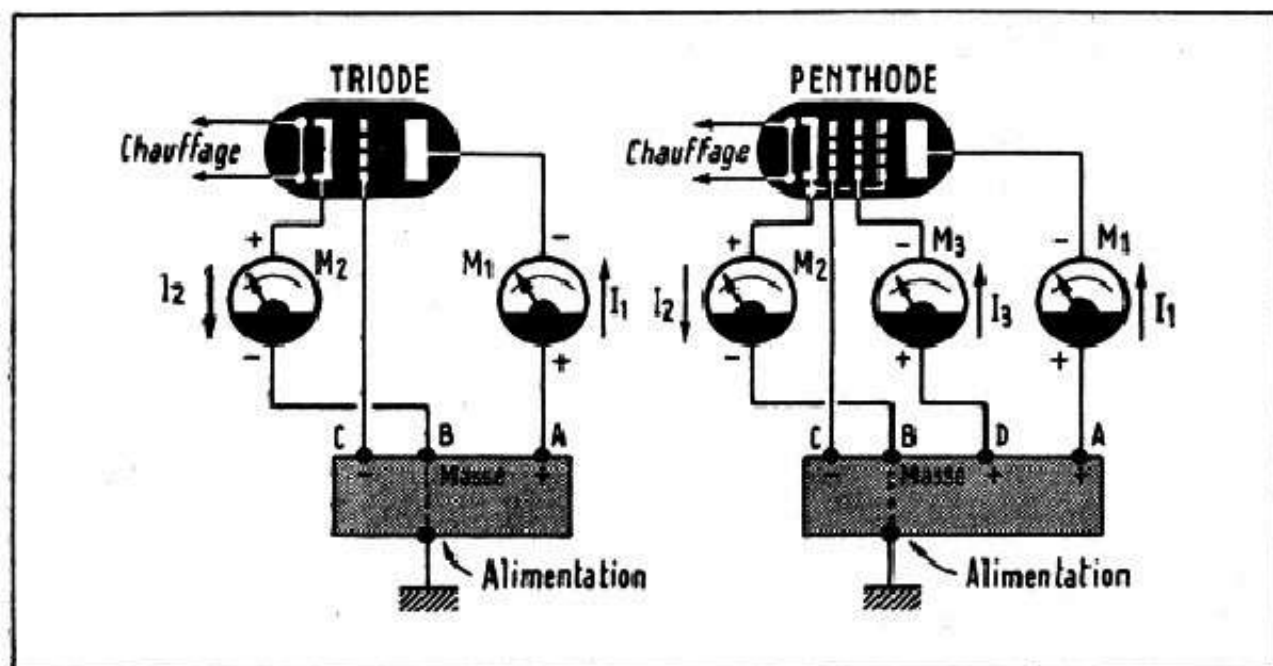 TRIODE
Chauffage
+
-
M2
M1
I2
I1
-
+
C
B
A
-
Masse
+
Alimentation
PENTHODE
Chauffage
+
-
M3
-
M1
M2
I2
I3
I1
-
+
+
C
B
D
A
-
Masse
+
+
Alimentation